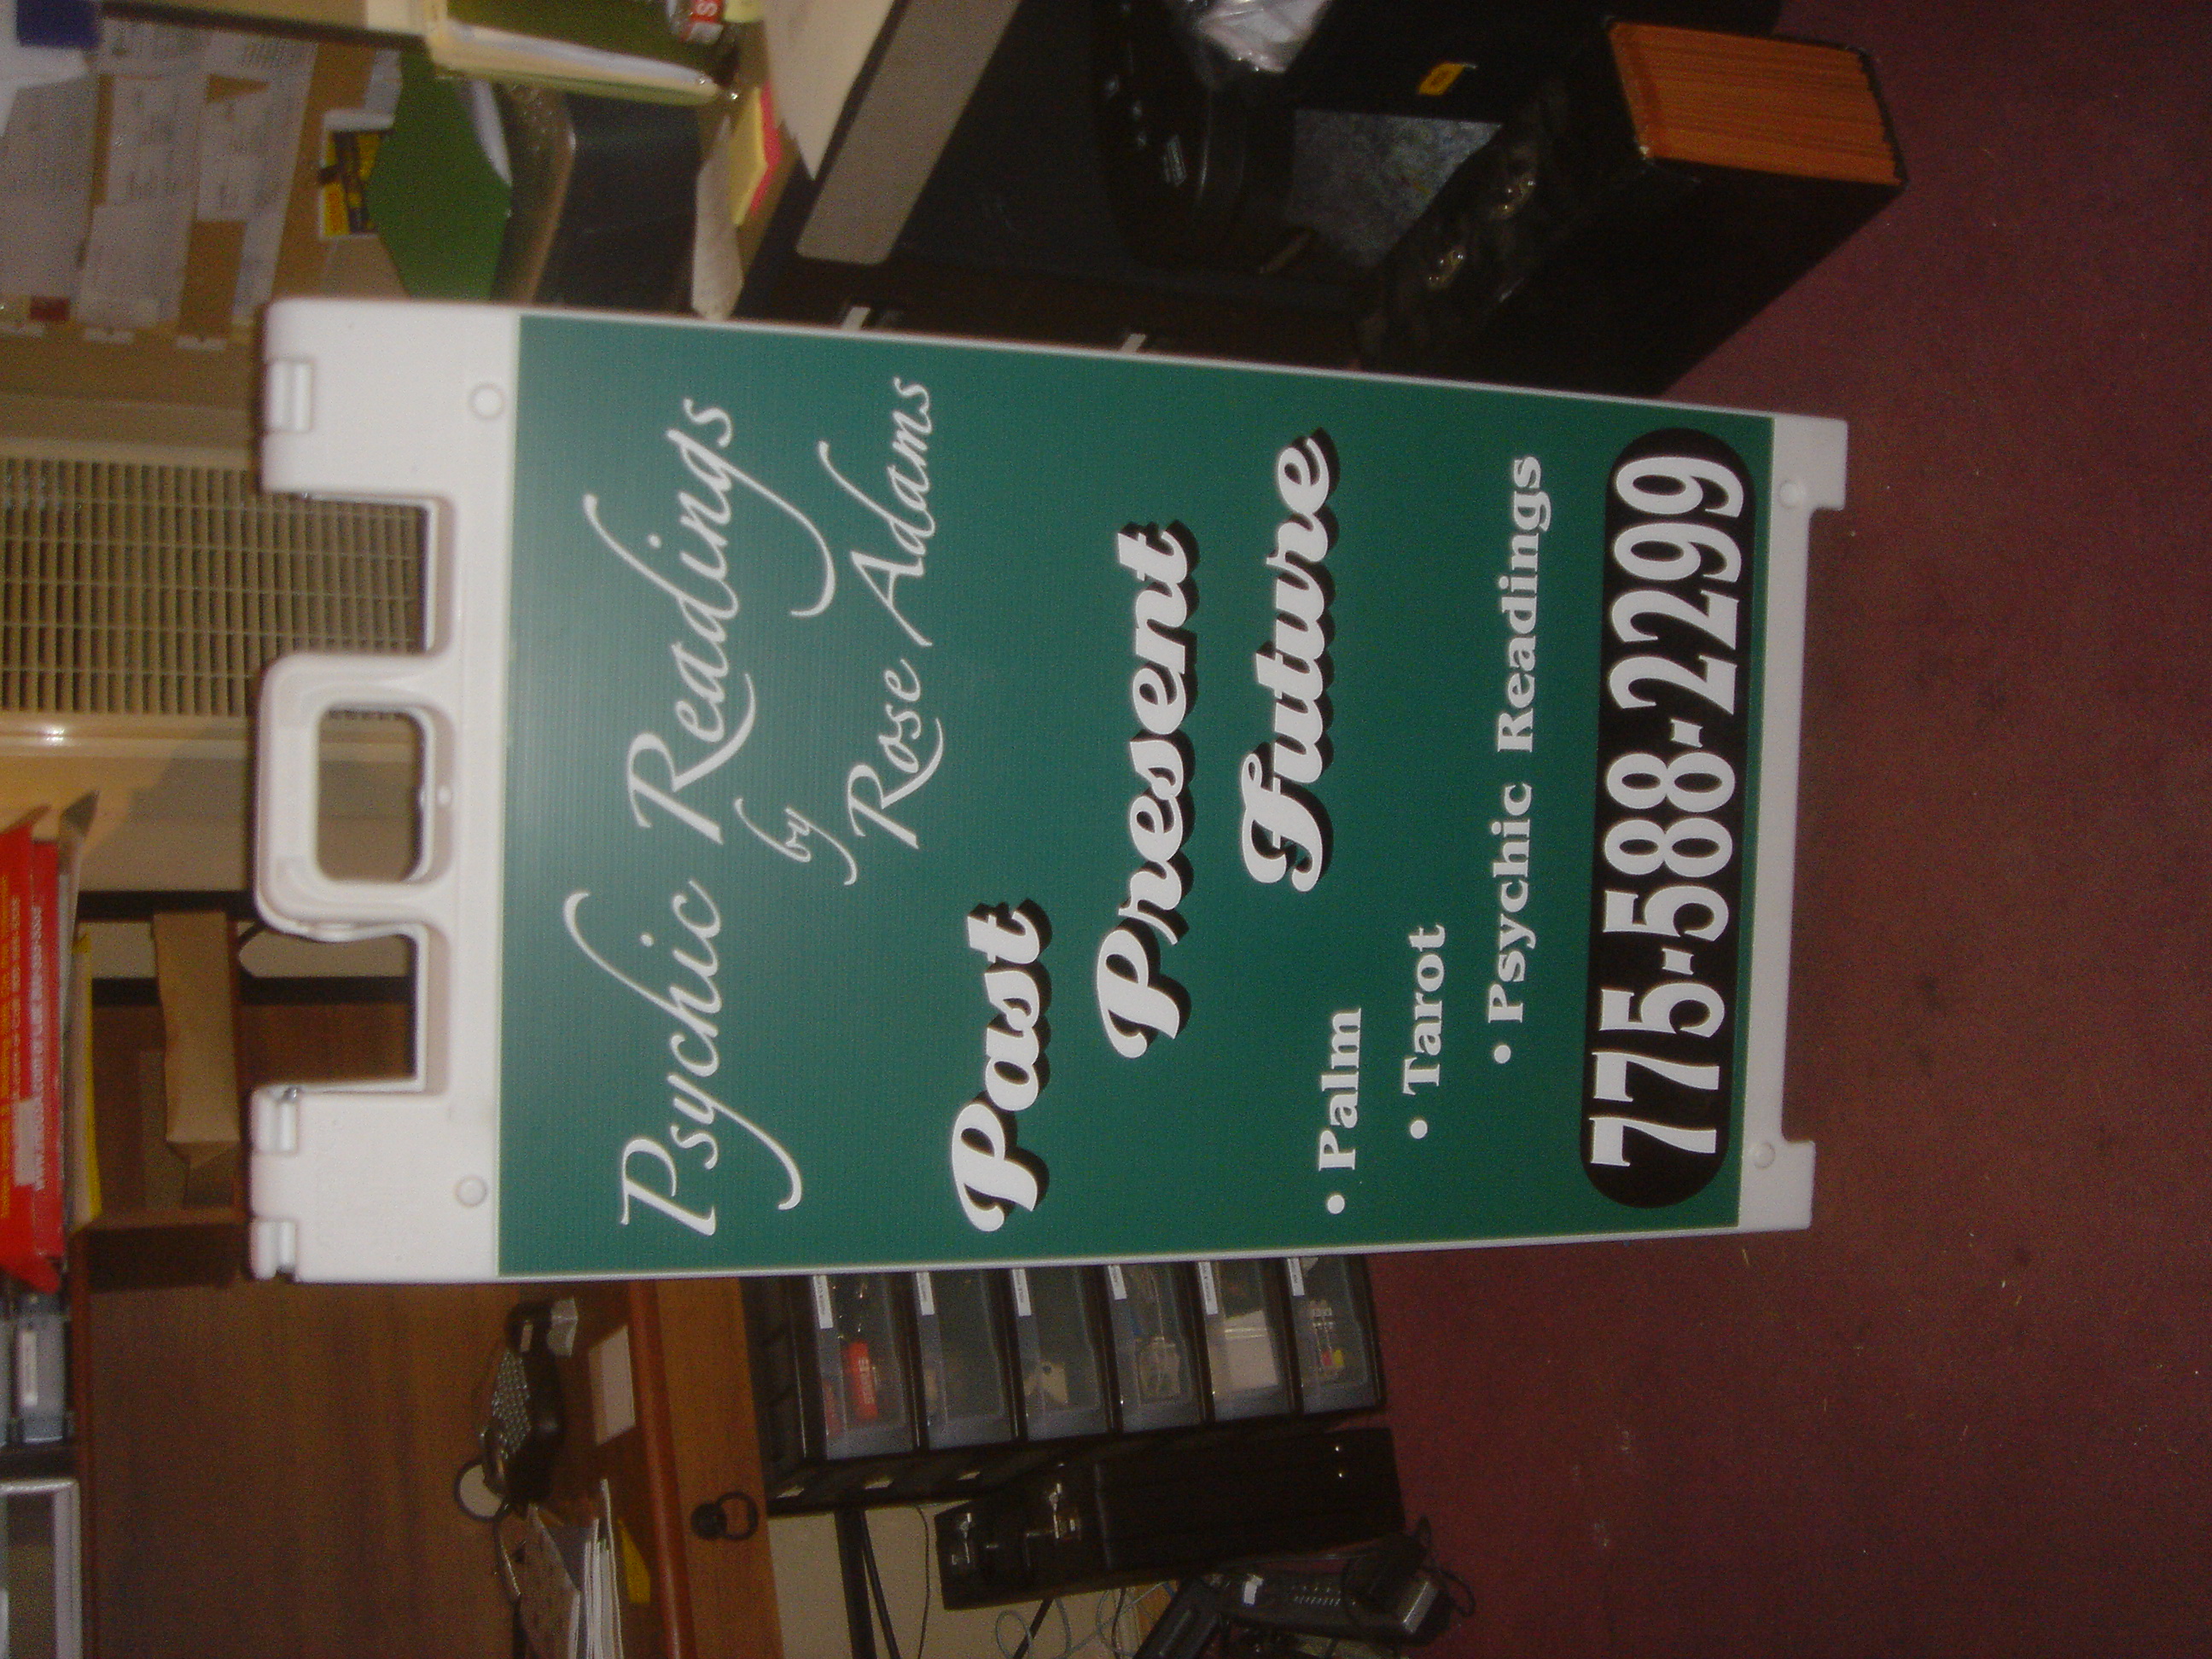 Psychic Readings
by
Rose Adams
Past
Present
Future
• Palm
• Tarot
• Psychic Readings
775-588-2299